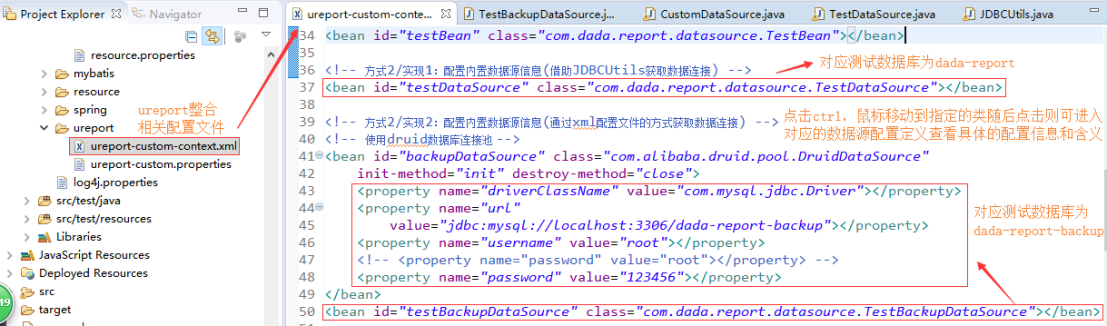 Project Explorer
Navigator
resource.properties
mybatis
resource
spring
ureport
ureport-custom-context.xml
ureport-custom.properties
log4j.properties
src/test/java
src/test/resources
Libraries
JavaScript Resources
Deployed Resources
src
target
ureport整合
相关配置文件
ureport-custom-conte...
TestBackupDataSource.j...
CustomDataSource.java
TestDataSource.java
JDBCUtils.java
34 <bean id="testBean" class="com.dada.report.datasource.TestBean"></bean>
35
36 <!-- 方式2/实现1：配置内置数据源信息(借助JDBCUtils获取数据连接) -->
对应测试数据库为dada-report
37 <bean id="testDataSource" class="com.dada.report.datasource.TestDataSource"></bean>
38
点击ctrl，鼠标移动到指定的类随后点击则可进入
对应的数据源配置定义查看具体的配置信息和含义
39 <!-- 方式2/实现2：配置内置数据源信息(通过xml配置文件的方式获取数据连接) -->
40 <!-- 使用druid数据库连接池 -->
41 <bean id="backupDataSource" class="com.alibaba.druid.pool.DruidDataSource"
42 init-method="init" destroy-method="close">
43 <property name="driverClassName" value="com.mysql.jdbc.Driver"></property>
44 <property name="url"
45 value="jdbc:mysql://localhost:3306/dada-report-backup"></property>
46 <property name="username" value="root"></property>
47 <!-- <property name="password" value="root"></property> -->
48 <property name="password" value="123456"></property>
对应测试数据库为
dada-report-backup
49 </bean>
50 <bean id="testBackupDataSource" class="com.dada.report.datasource.TestBackupDataSource"></bean>